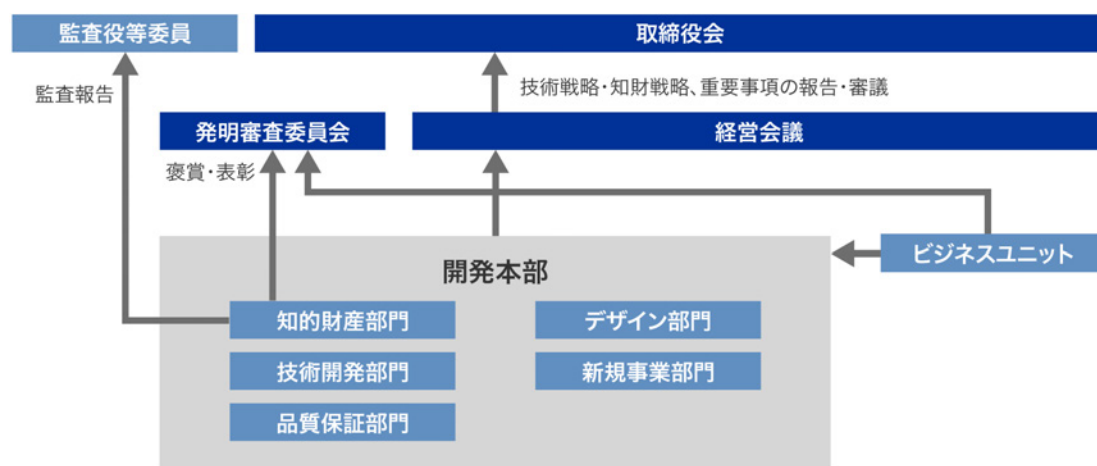 監査役等委員
取締役会
監査報告
技術戦略・知財戦略、重要事項の報告・審議
発明審査委員会
経営会議
褒賞・表彰
ビジネスユニット
開発本部
知的財産部門
デザイン部門
技術開発部門
新規事業部門
品質保証部門